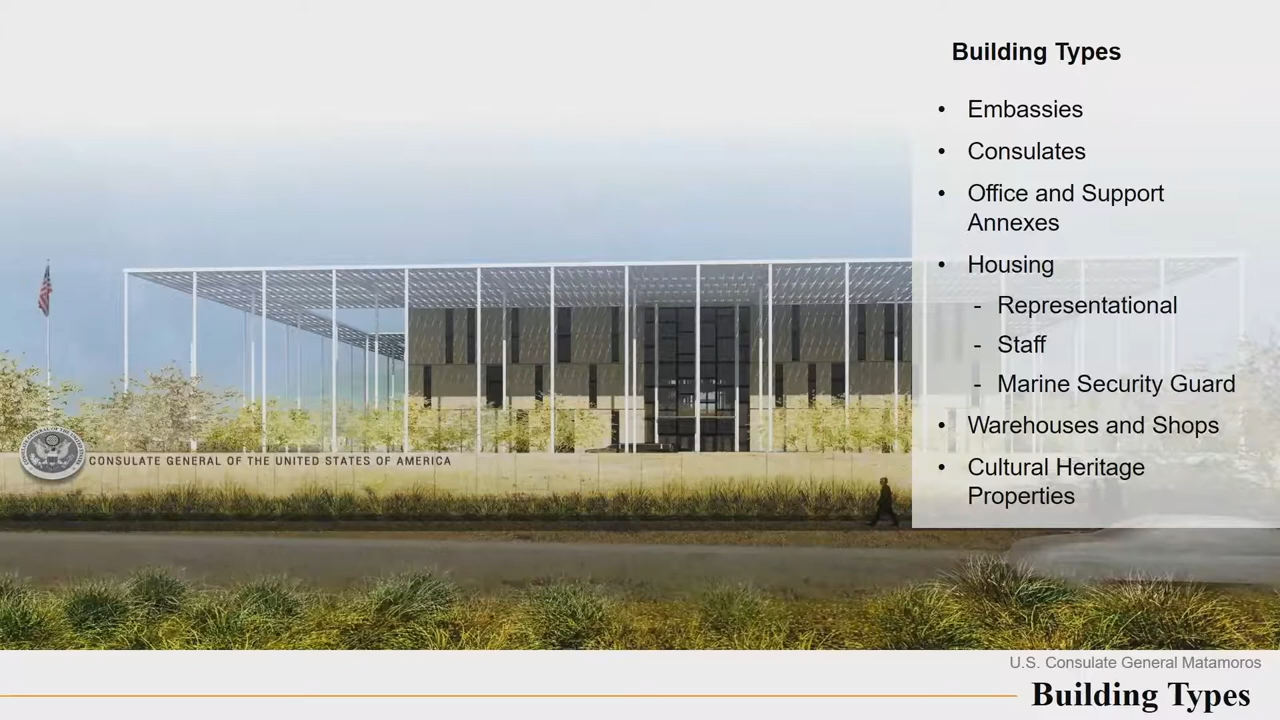 Building Types
• Embassies
• Consulates
• Office and Support
Annexes
• Housing
- Representational
- Staff
- Marine Security Guard
• Warehouses and Shops
• Cultural Heritage
Properties
CONSULATE GENERAL OF THE UNITED STATES OF AMERICA
U.S. Consulate General Matamoros
Building Types